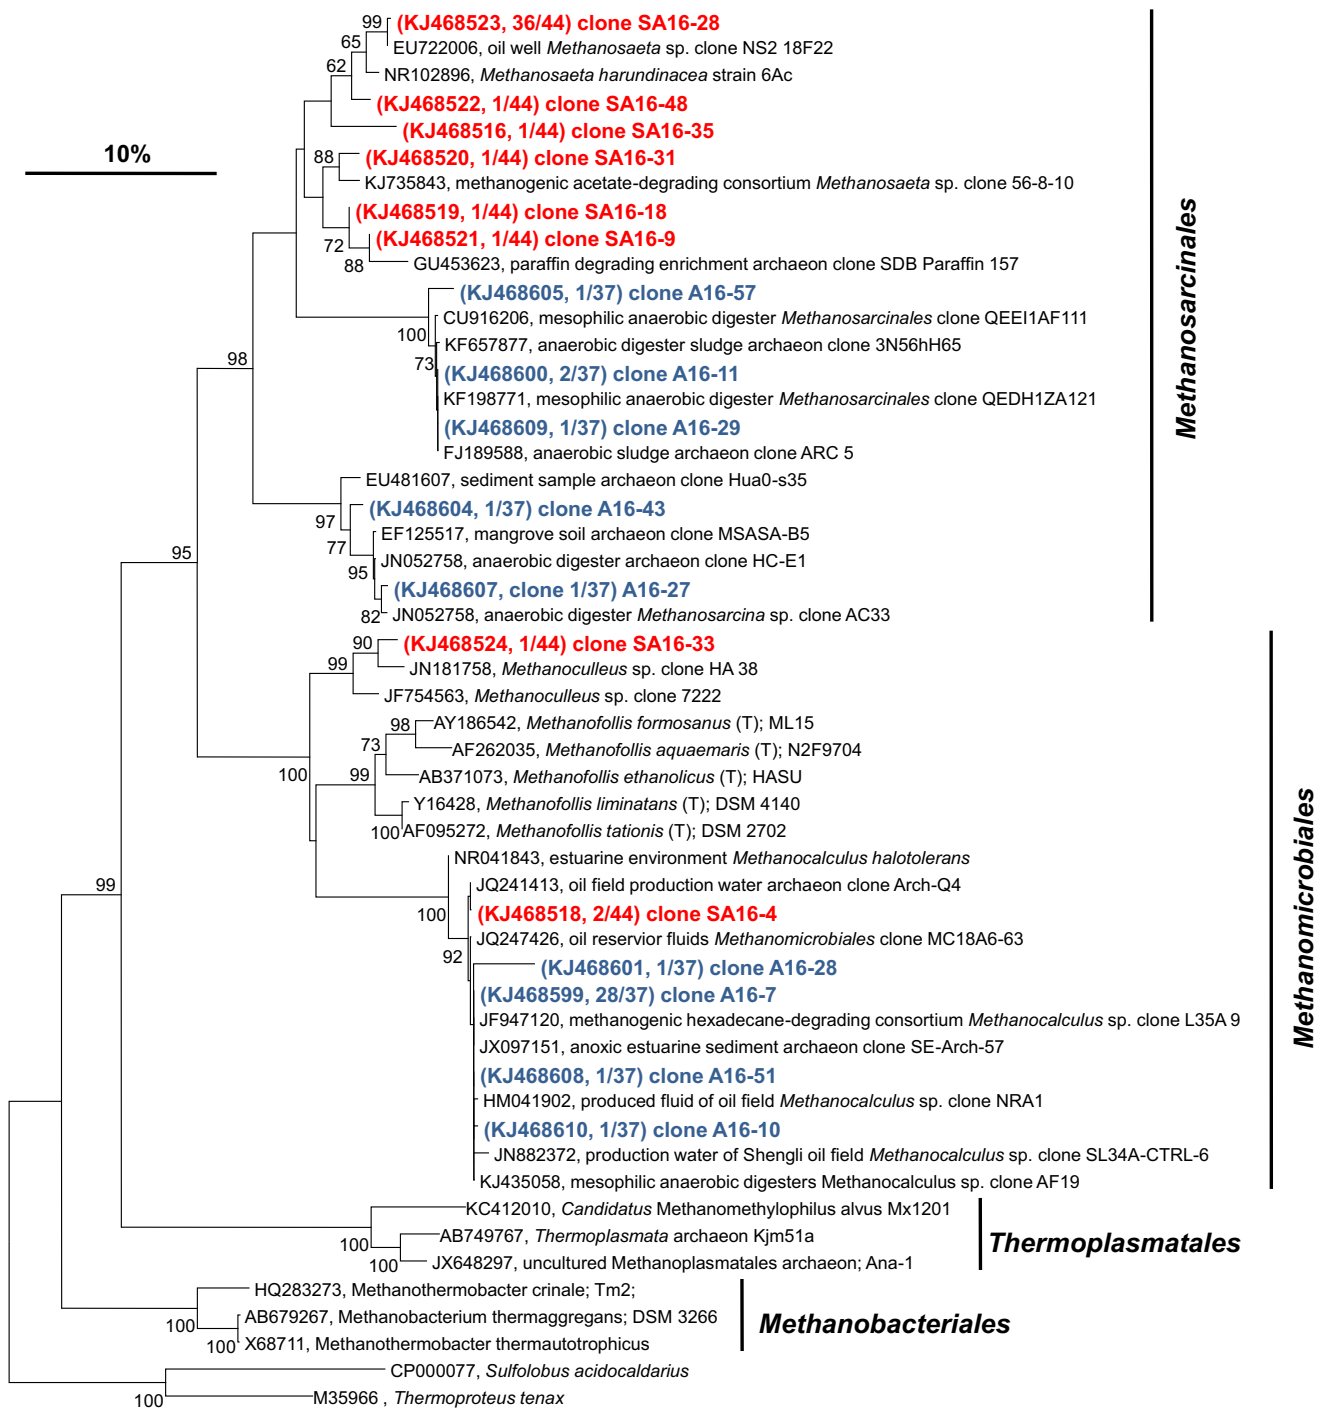 99
(KJ468523, 36/44) clone SA16-28
65
EU722006, oil well Methanosaeta sp. clone NS2 18F22
62
NR102896, Methanosaeta harundinacea strain 6Ac
(KJ468522, 1/44) clone SA16-48
(KJ468516, 1/44) clone SA16-35
10%
88
(KJ468520, 1/44) clone SA16-31
KJ735843, methanogenic acetate-degrading consortium Methanosaeta sp. clone 56-8-10
(KJ468519, 1/44) clone SA16-18
72
(KJ468521, 1/44) clone SA16-9
88
GU453623, paraffin degrading enrichment archaeon clone SDB Paraffin 157
Methanosarcinales
(KJ468605, 1/37) clone A16-57
CU916206, mesophilic anaerobic digester Methanosarcinales clone QEEI1AF111
100
KF657877, anaerobic digester sludge archaeon clone 3N56hH65
98
73
(KJ468600, 2/37) clone A16-11
KF198771, mesophilic anaerobic digester Methanosarcinales clone QEDH1ZA121
(KJ468609, 1/37) clone A16-29
FJ189588, anaerobic sludge archaeon clone ARC 5
EU481607, sediment sample archaeon clone Hua0-s35
(KJ468604, 1/37) clone A16-43
97
EF125517, mangrove soil archaeon clone MSASA-B5
77
95
JN052758, anaerobic digester archaeon clone HC-E1
95
(KJ468607, clone 1/37) A16-27
82
JN052758, anaerobic digester Methanosarcina sp. clone AC33
90
(KJ468524, 1/44) clone SA16-33
99
JN181758, Methanoculleus sp. clone HA 38
JF754563, Methanoculleus sp. clone 7222
98
AY186542, Methanofollis formosanus (T); ML15
73
AF262035, Methanofollis aquaemaris (T); N2F9704
100
99
AB371073, Methanofollis ethanolicus (T); HASU
Y16428, Methanofollis liminatans (T); DSM 4140
100
AF095272, Methanofollis tationis (T); DSM 2702
NR041843, estuarine environment Methanocalculus halotolerans
99
JQ241413, oil field production water archaeon clone Arch-Q4
100
(KJ468518, 2/44) clone SA16-4
Methanomicrobiales
JQ247426, oil reservior fluids Methanomicrobiales clone MC18A6-63
92
(KJ468601, 1/37) clone A16-28
(KJ468599, 28/37) clone A16-7
JF947120, methanogenic hexadecane-degrading consortium Methanocalculus sp. clone L35A 9
JX097151, anoxic estuarine sediment archaeon clone SE-Arch-57
(KJ468608, 1/37) clone A16-51
HM041902, produced fluid of oil field Methanocalculus sp. clone NRA1
(KJ468610, 1/37) clone A16-10
JN882372, production water of Shengli oil field Methanocalculus sp. clone SL34A-CTRL-6
KJ435058, mesophilic anaerobic digesters Methanocalculus sp. clone AF19
KC412010, Candidatus Methanomethylophilus alvus Mx1201
AB749767, Thermoplasmata archaeon Kjm51a
100
Thermoplasmatales
100
JX648297, uncultured Methanoplasmatales archaeon; Ana-1
HQ283273, Methanothermobacter crinale; Tm2;
AB679267, Methanobacterium thermaggregans; DSM 3266
100
Methanobacteriales
100
X68711, Methanothermobacter thermautotrophicus
CP000077, Sulfolobus acidocaldarius
100
M35966 , Thermoproteus tenax